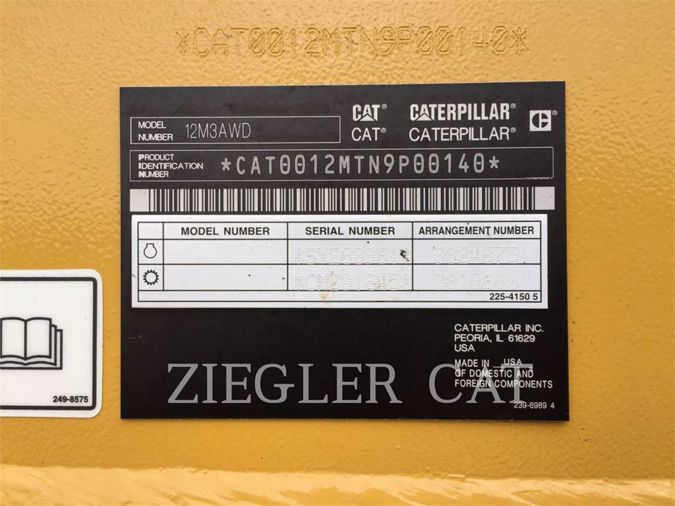 *CAT0012MTN9P00140*
CAT® CATERPILLAR®
MODEL NUMBER 12M3AWD
CAT® CATERPILLAR®
PRODUCT IDENTIFICATION NUMBER *CAT0012MTN9P00140*
MODEL NUMBER SERIAL NUMBER ARRANGEMENT NUMBER
225-4150 5
CATERPILLAR INC.
PEORIA, IL 61629
USA
MADE IN USA
OF DOMESTIC AND
FOREIGN COMPONENTS
ZIEGLER CAT
239-6989 4
249-8575